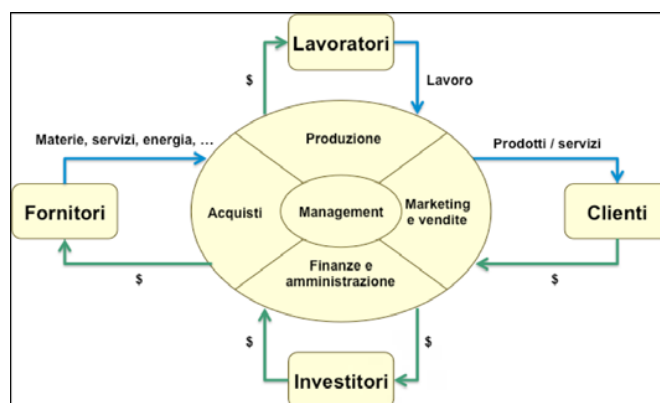 Lavoratori
$
Lavoro
Materie, servizi, energia, ...
Produzione
Prodotti / servizi
Fornitori
Acquisti
Management
Marketing
e vendite
Clienti
Finanze e
amministrazione
$
$
$
$
Investitori